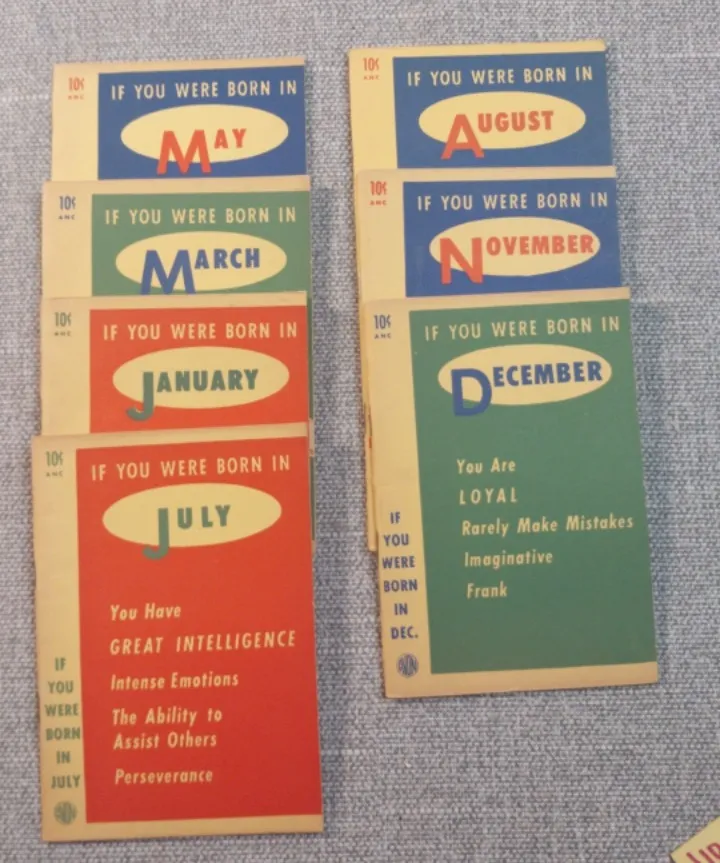 10¢
ANC
IF YOU WERE BORN IN
MAY
10¢
ANC
IF YOU WERE BORN IN
MARCH
10¢
ANC
IF YOU WERE BORN IN
JANUARY
10¢
ANC
IF YOU WERE BORN IN
JULY
You Have
GREAT INTELLIGENCE
Intense Emotions
The Ability to
Assist Others
Perseverance
IF
YOU
WERE
BORN
IN
JULY
10¢
ANC
IF YOU WERE BORN IN
AUGUST
10¢
ANC
IF YOU WERE BORN IN
NOVEMBER
10¢
ANC
IF YOU WERE BORN IN
DECEMBER
You Are
LOYAL
Rarely Make Mistakes
Imaginative
Frank
IF
YOU
WERE
BORN
IN
DEC.